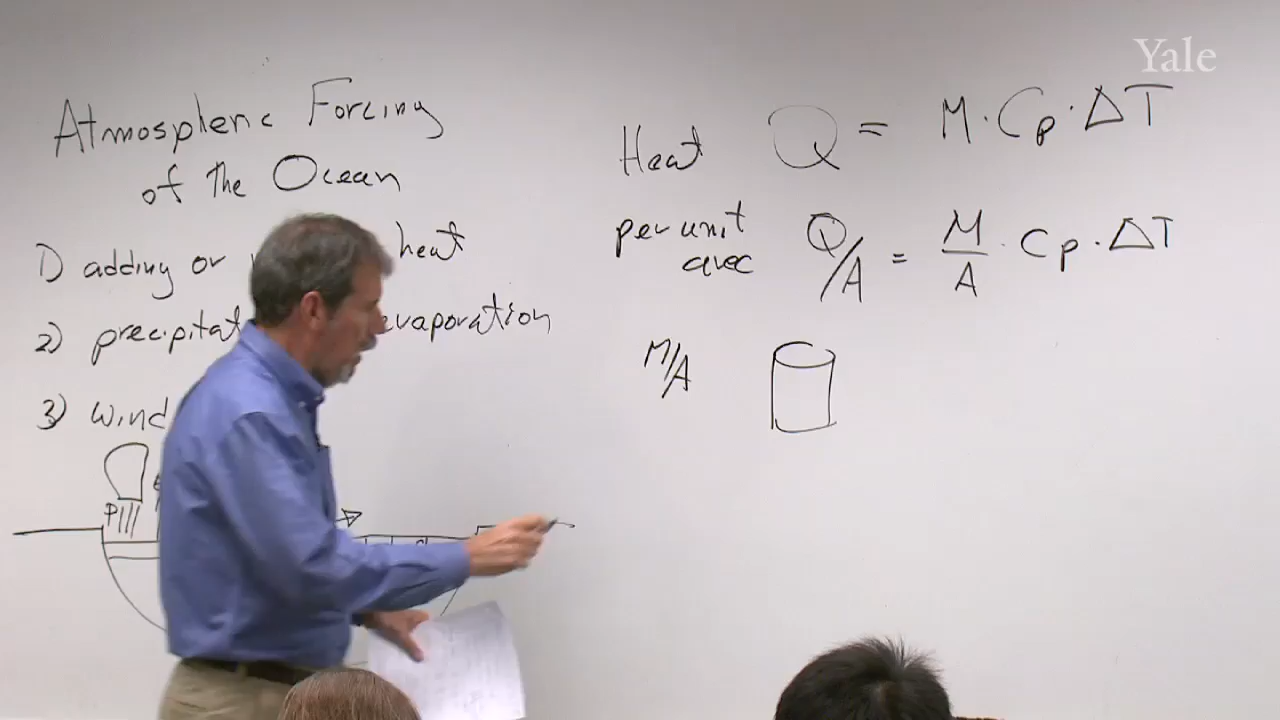 Yale
Atmospheric Forcing
of the Ocean
1) adding or heat
2) precipitat evaporation
3) wind
P
Heat Q = M · Cp · ΔT
per unit
area Q/A = M/A · Cp · ΔT
M/A